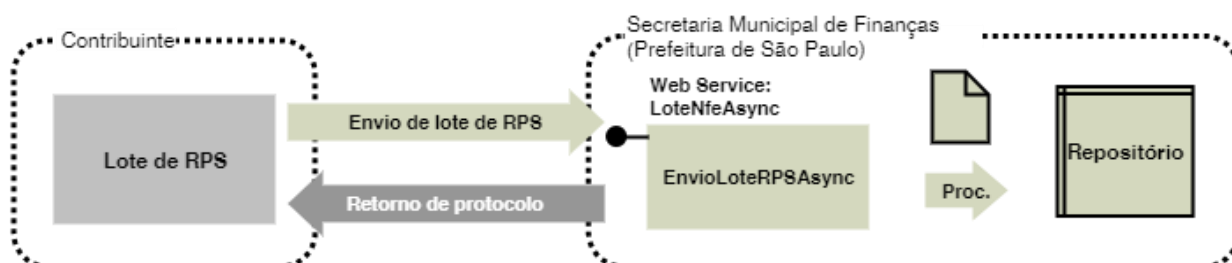 Contribuinte
Secretaria Municipal de Finanças
(Prefeitura de São Paulo)
Web Service:
LoteNfeAsync
Envio de lote de RPS
Lote de RPS
EnvioLoteRPSAsync
Repositório
Proc.
Retorno de protocolo